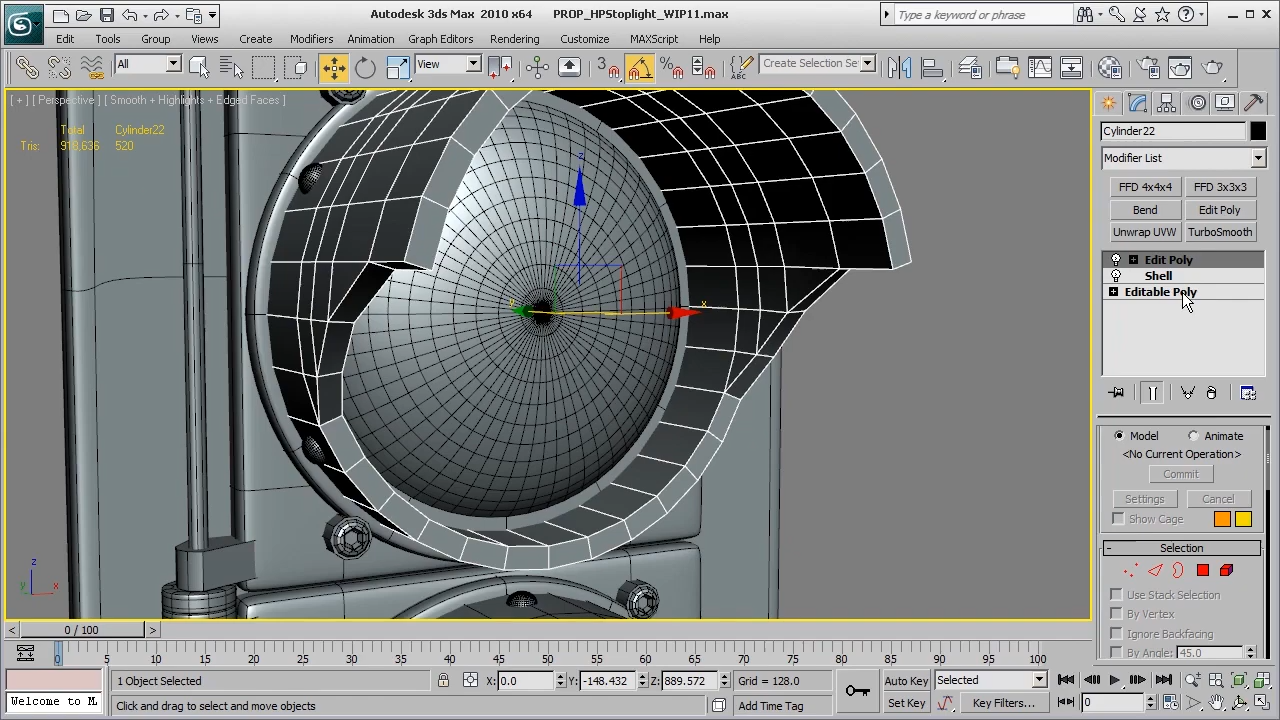 Autodesk 3ds Max 2010 x64 PROP_HPStoplight_WIP11.max
Type a keyword or phrase
Edit Tools Group Views Create Modifiers Animation Graph Editors Rendering Customize MAXScript Help
All View Create Selection Se
[ + ] [ Perspective ] [ Smooth + Highlights + Edged Faces ]
Total Cylinder22
Tris: 918,636 520
z
x
y
z
x
y
Cylinder22
Modifier List
FFD 4x4x4 FFD 3x3x3
Bend Edit Poly
Unwrap UVW TurboSmooth
Edit Poly
Shell
Editable Poly
Model Animate
<No Current Operation>
Commit
Settings Cancel
Show Cage
- Selection
Use Stack Selection
By Vertex
Ignore Backfacing
By Angle: 45.0
< 0 / 100 >
0 5 10 15 20 25 30 35 40 45 50 55 60 65 70 75 80 85 90 95 100
1 Object Selected X: 0.0 Y: -148.432 Z: 889.572 Grid = 128.0 Auto Key Selected
Welcome to M Click and drag to select and move objects Add Time Tag Set Key Key Filters... 0